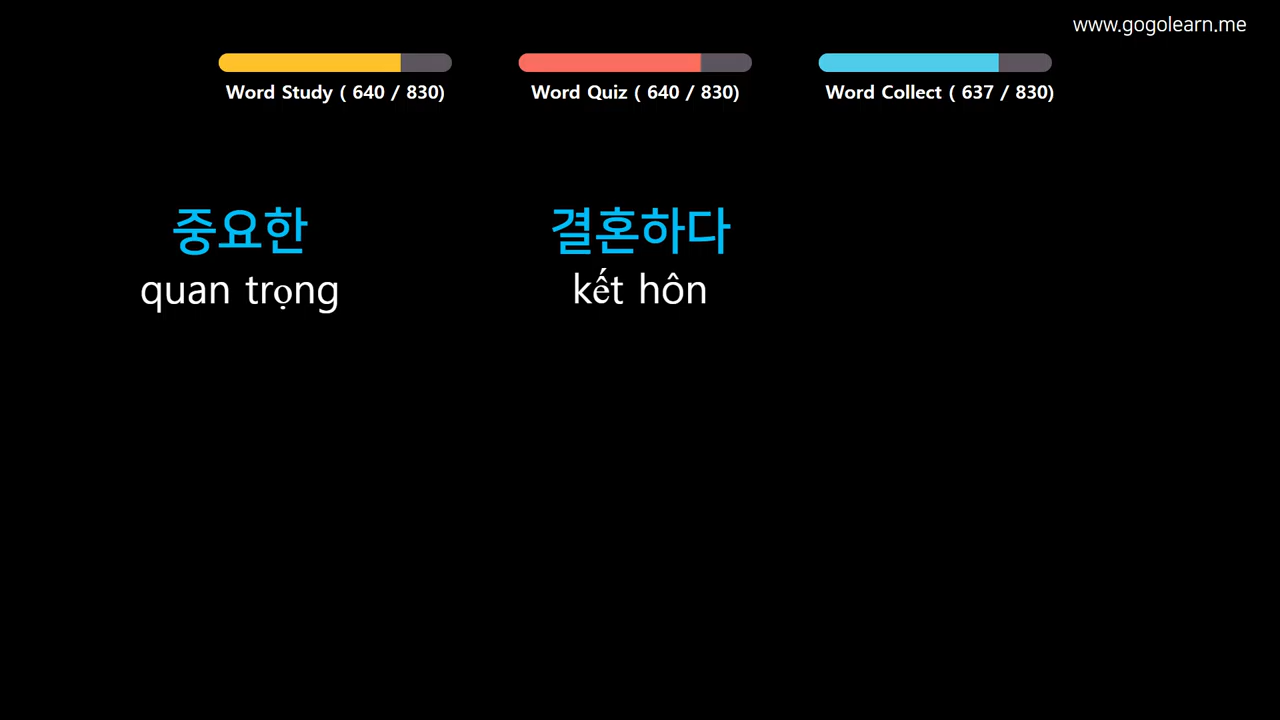 www.gogolearn.me
Word Study ( 640 / 830)
Word Quiz ( 640 / 830)
Word Collect ( 637 / 830)
중요한
quan trọng
결혼하다
kết hôn